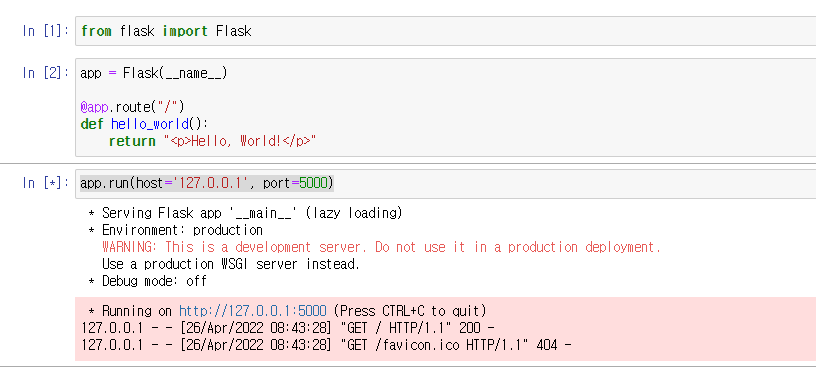 In [1]: from flask import Flask
In [2]: app = Flask(__name__)
@app.route("/")
def hello_world():
    return "<p>Hello, World!</p>"
In [*]: app.run(host='127.0.0.1', port=5000)
* Serving Flask app '__main__' (lazy loading)
* Environment: production
WARNING: This is a development server. Do not use it in a production deployment.
Use a production WSGI server instead.
* Debug mode: off
* Running on http://127.0.0.1:5000 (Press CTRL+C to quit)
127.0.0.1 - - [26/Apr/2022 08:43:28] "GET / HTTP/1.1" 200 -
127.0.0.1 - - [26/Apr/2022 08:43:28] "GET /favicon.ico HTTP/1.1" 404 -